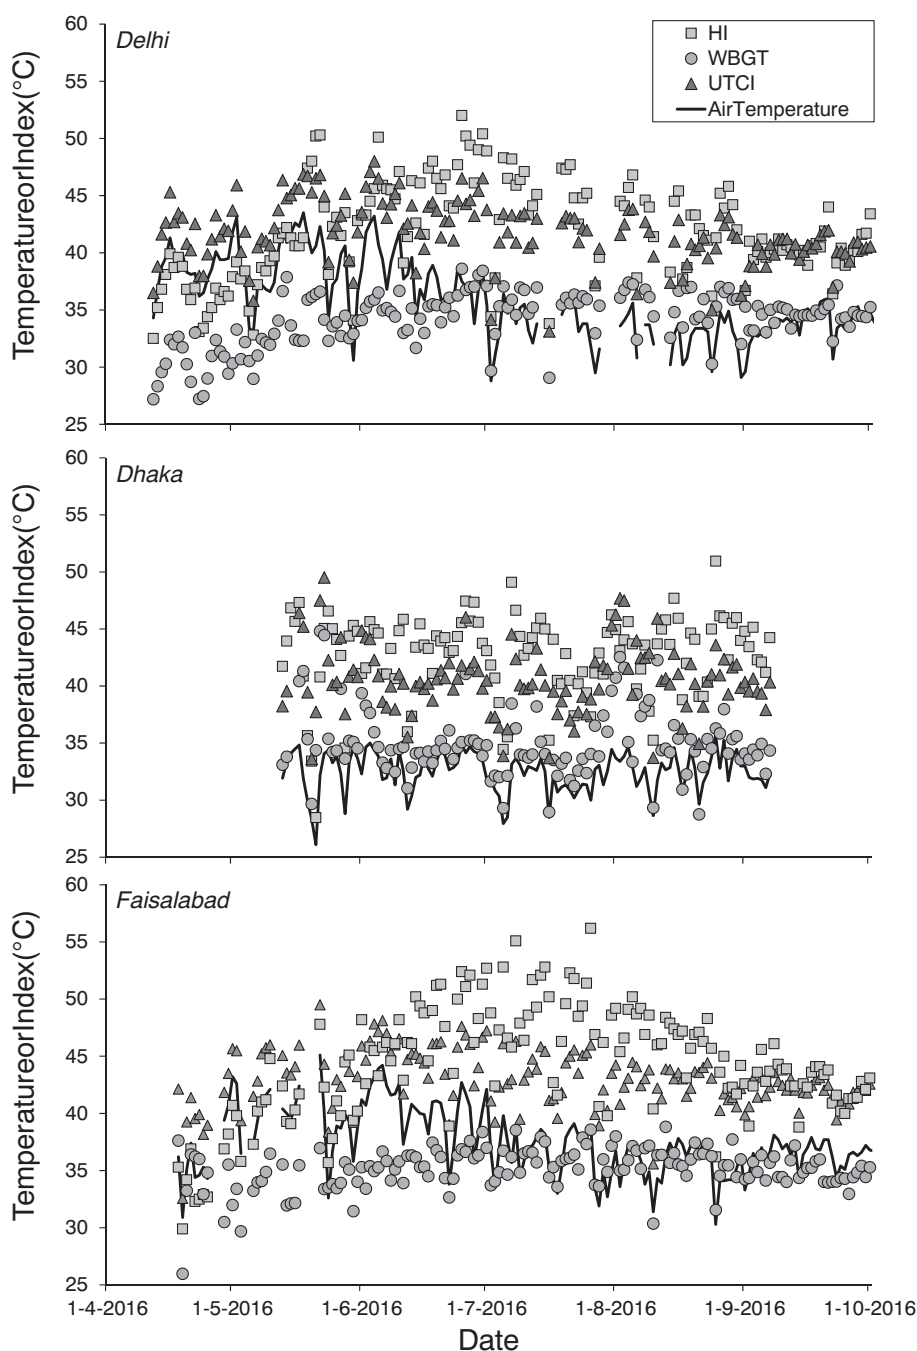 60
55
50
45
40
35
30
25
TemperatureorIndex(°C)
Delhi
HI
WBGT
UTCI
AirTemperature
60
55
50
45
40
35
30
25
TemperatureorIndex(°C)
Dhaka
60
55
50
45
40
35
30
25
TemperatureorIndex(°C)
Faisalabad
1-4-2016 1-5-2016 1-6-2016 1-7-2016 1-8-2016 1-9-2016 1-10-2016
Date